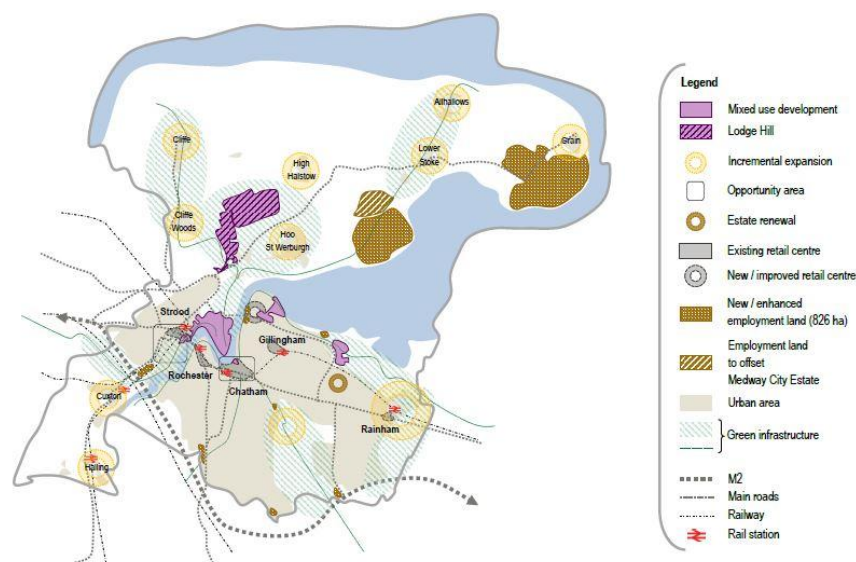 Allhallows
Cliffe
Lower
Stoke
Grain
High
Halstow
Cliffe
Woods
Hoo
St Werburgh
Strood
Gillingham
Rochester
Chatham
Cuxton
Rainham
Halling
Legend
Mixed use development
Lodge Hill
Incremental expansion
Opportunity area
Estate renewal
Existing retail centre
New / improved retail centre
New / enhanced
employment land (826 ha)
Employment land
to offset
Medway City Estate
Urban area
Green infrastructure
M2
Main roads
Railway
Rail station